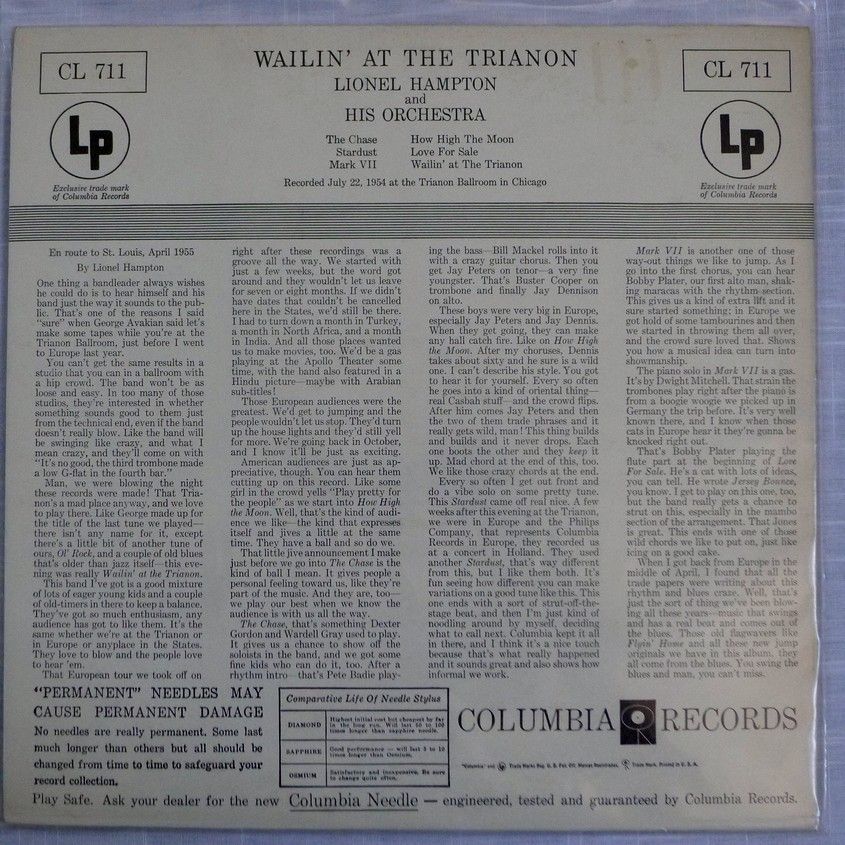 CL 711
WAILIN' AT THE TRIANON
LIONEL HAMPTON
and
HIS ORCHESTRA
CL 711
Lp
Exclusive trade mark
of Columbia Records
The Chase
Stardust
Mark VII
How High The Moon
Love For Sale
Wailin' at The Trianon
Recorded July 22, 1954 at the Trianon Ballroom in Chicago
Lp
Exclusive trade mark
of Columbia Records
En route to St. Louis, April 1955
By Lionel Hampton
One thing a bandleader always wishes
he could do is to hear himself and his
band just the way it sounds to the pub-
lic. That's one of the reasons I said
"sure" when George Avakian said let's
make some tapes while you're at the
Trianon Ballroom, just before I went
to Europe last year.
You can't get the same results in a
studio that you can in a ballroom with
a hip crowd. The band won't be as
loose and easy. In too many of those
studios, they're interested in whether
something sounds good to them just
from the technical end, even if the band
doesn't really blow. Like the band will
be swinging like crazy, and what I
mean crazy, and they'll come on with
"It's no good, the third trombone made
a low G-flat in the fourth bar."
Man, we were blowing the night
these records were made! That Tria-
non's a mad place anyway, and we love
to play there. Like George made up for
the title of the last tune we played—
there isn't any name for it, except
there's a little bit of another tune of
ours, Ol' Rock, and a couple of old blues
that's older than jazz itself—this eve-
ning was really Wailin' at the Trianon.
This band I've got is a good mixture
of lots of eager young kids and a couple
of old-timers in there to keep a balance.
They've got so much enthusiasm, any
audience has got to like them. It's the
same whether we're at the Trianon or
in Europe or anyplace in the States.
They love to blow and the people love
to hear 'em.
That European tour we took off on
right after these recordings was a
groove all the way. We started with
just a few weeks, but the word got
around and they wouldn't let us leave
for seven or eight months. If we didn't
have dates that couldn't be cancelled
here in the States, we'd still be there.
I had to turn down a month in Turkey,
a month in North Africa, and a month
in India. And all those places wanted
us to make movies, too. We'd be a gas
playing at the Apollo Theater some
time, with the band also featured in a
Hindu picture—maybe with Arabian
sub-titles!
Those European audiences were the
greatest. We'd get to jumping and the
people wouldn't let us stop. They'd turn
up the house lights and they'd still yell
for more. We're going back in October,
and I know it'll be just as exciting.
American audiences are just as ap-
preciative, though. You can hear them
cutting up on this record. Like some
girl in the crowd yells "Play pretty for
the people" as we start into How High
the Moon. Well, that's the kind of audi-
ence we like—the kind that expresses
itself and jives a little at the same
time. They have a ball and so do we.
That little jive announcement I make
just before we go into The Chase is the
kind of ball I mean. It gives people a
personal feeling toward us, like they're
part of the music. And they are, too—
we play our best when we know the
audience is with us all the way.
The Chase, that's something Dexter
Gordon and Wardell Gray used to play.
It gives us a chance to show off the
soloists in the band, and we got some
fine kids who can do it, too. After a
rhythm intro—that's Pete Badie play-
ing the bass—Bill Mackel rolls into it
with a crazy guitar chorus. Then you
get Jay Peters on tenor—a very fine
youngster. That's Buster Cooper on
trombone and finally Jay Dennison
on alto.
These boys were very big in Europe,
especially Jay Peters and Jay Dennis.
When they get going, they can make
any hall catch fire. Like on How High
the Moon. After my choruses, Dennis
takes about sixty and he sure is a wild
one. I can't describe his style. You got
to hear it for yourself. Every so often
he goes into a kind of oriental thing—
real Casbah stuff—and the crowd flips.
After him comes Jay Peters and then
the two of them trade phrases and it
really gets wild, man! This thing builds
and builds and it never drops. Each
one boots the other and they keep it
up. Mad chord at the end of this, too.
We like those crazy chords at the end.
Every so often I get out front and
do a vibe solo on some pretty tune.
This Stardust came off real nice. A few
weeks after this evening at the Trianon,
we were in Europe and the Philips
Company, that represents Columbia
Records in Europe, they recorded us
at a concert in Holland. They used
another Stardust, that's way different
from this, but I like them both. It's
fun seeing how different you can make
variations on a good tune like this. This
one ends with a sort of strut-off-the-
stage beat, and then I'm just kind of
noodling around by myself, deciding
what to call next. Columbia kept it all
in there, and I think it's a nice touch
because that's what really happened
and it sounds great and also shows how
informal we work.
Mark VII is another one of those
way-out things we like to jump. As I
go into the first chorus, you can hear
Bobby Plater, our first alto man, shak-
ing maracas with the rhythm section.
This gives us a kind of extra lift and it
sure started something; in Europe we
got hold of some tambourines and then
we started in throwing them all over,
and the crowd sure loved that. Shows
you how a musical idea can turn into
showmanship.
The piano solo in Mark VII is a gas.
It's by Dwight Mitchell. That strain the
trombones play right after the piano is
from a boogie woogie we picked up in
Germany the trip before. It's very well
known there, and I know when those
cats in Europe hear it they're gonna be
knocked right out.
That's Bobby Plater playing the
flute part at the beginning of Love
For Sale. He's a cat with lots of ideas,
you can tell. He wrote Jersey Bounce,
you know. I get to play on this one, too,
but the band really gets a chance to
strut on this, especially in the mambo
section of the arrangement. That Jones
is great. This ends with one of those
wild chords we like to put on, just like
icing on a good cake.
When I got back from Europe in the
middle of April, I found that all the
trade papers were writing about this
rhythm and blues craze. Well, that's
just the sort of thing we've been blow-
ing all these years—music that swings
and has a real beat and comes out of
the blues. Those old flagwavers like
Flyin' Home and all these new jump
originals we have in this album, they
all come from the blues. You swing the
blues and man, you can't miss.
"PERMANENT" NEEDLES MAY
CAUSE PERMANENT DAMAGE
No needles are really permanent. Some last
much longer than others but all should be
changed from time to time to safeguard your
record collection.
Comparative Life Of Needle Stylus
DIAMOND
Highest initial cost but cheapest by far
in the long run. Will last 50 to 100
times longer than sapphire needle.
SAPPHIRE
Good performance — will last 5 to 10
times longer than Osmium.
OSMIUM
Satisfactory and inexpensive. Be sure
to change quite often.
COLUMBIA RECORDS
"Columbia" and Lp Trade Marks Reg. U. S. Pat. Off. Marcas Registradas. Trade Mark. Printed in U. S. A.
Play Safe. Ask your dealer for the new Columbia Needle — engineered, tested and guaranteed by Columbia Records.